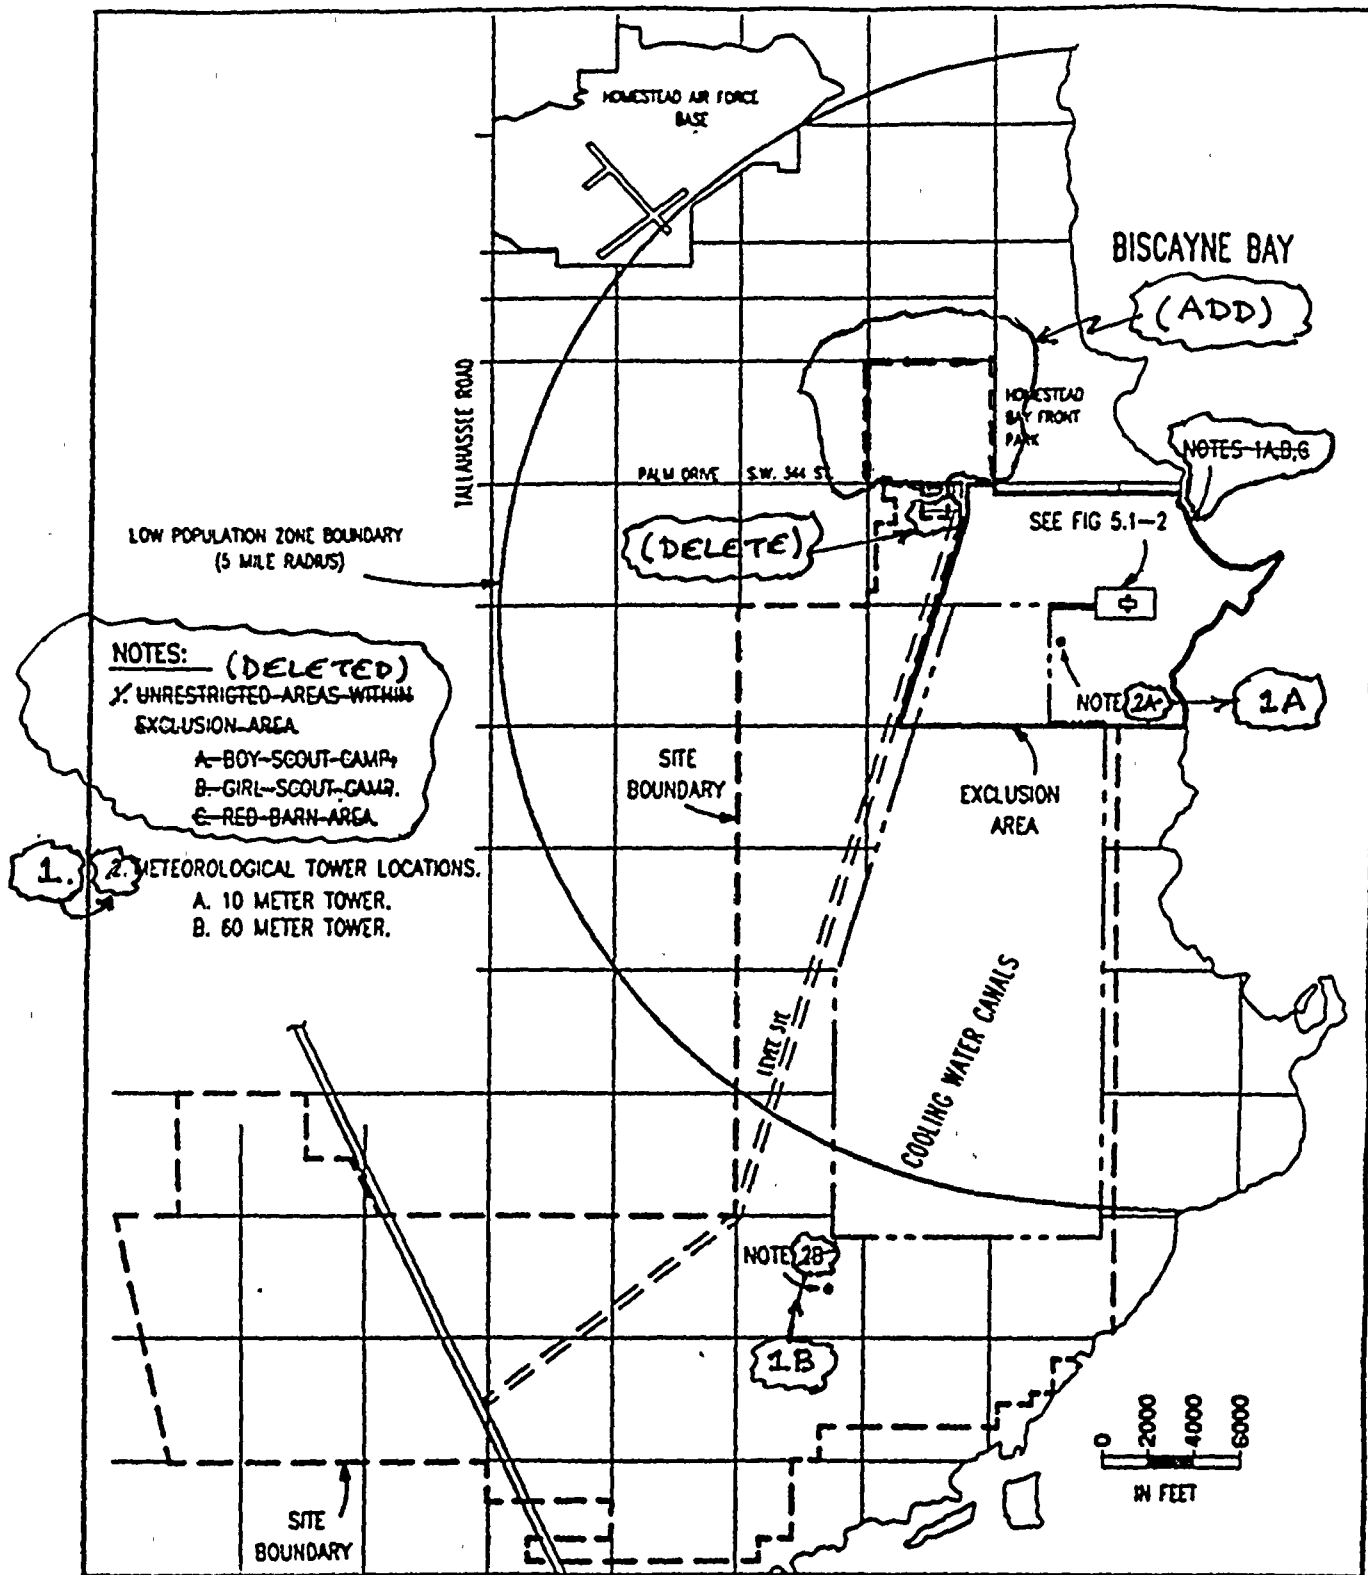 HOMESTEAD AIR FORCE
BASE
BISCAYNE BAY
(ADD)
TALLAHASSEE ROAD
HOMESTEAD
BAY FRONT
PARK
NOTES 1A,B,C
PALM DRIVE S.W. 344 ST.
SEE FIG 5.1-2
(DELETE)
LOW POPULATION ZONE BOUNDARY
(5 MILE RADIUS)
NOTES: (DELETED)
1. UNRESTRICTED AREAS WITHIN
EXCLUSION AREA
A. BOY SCOUT CAMP,
B. GIRL SCOUT CAMP.
C. RED BARN AREA.
NOTE 2A
1A
SITE
BOUNDARY
EXCLUSION
AREA
1. 2. METEOROLOGICAL TOWER LOCATIONS.
A. 10 METER TOWER.
B. 60 METER TOWER.
LEVEE 31E
COOLING WATER CANALS
NOTE 2B
1B
0 2000 4000 6000
IN FEET
SITE
BOUNDARY